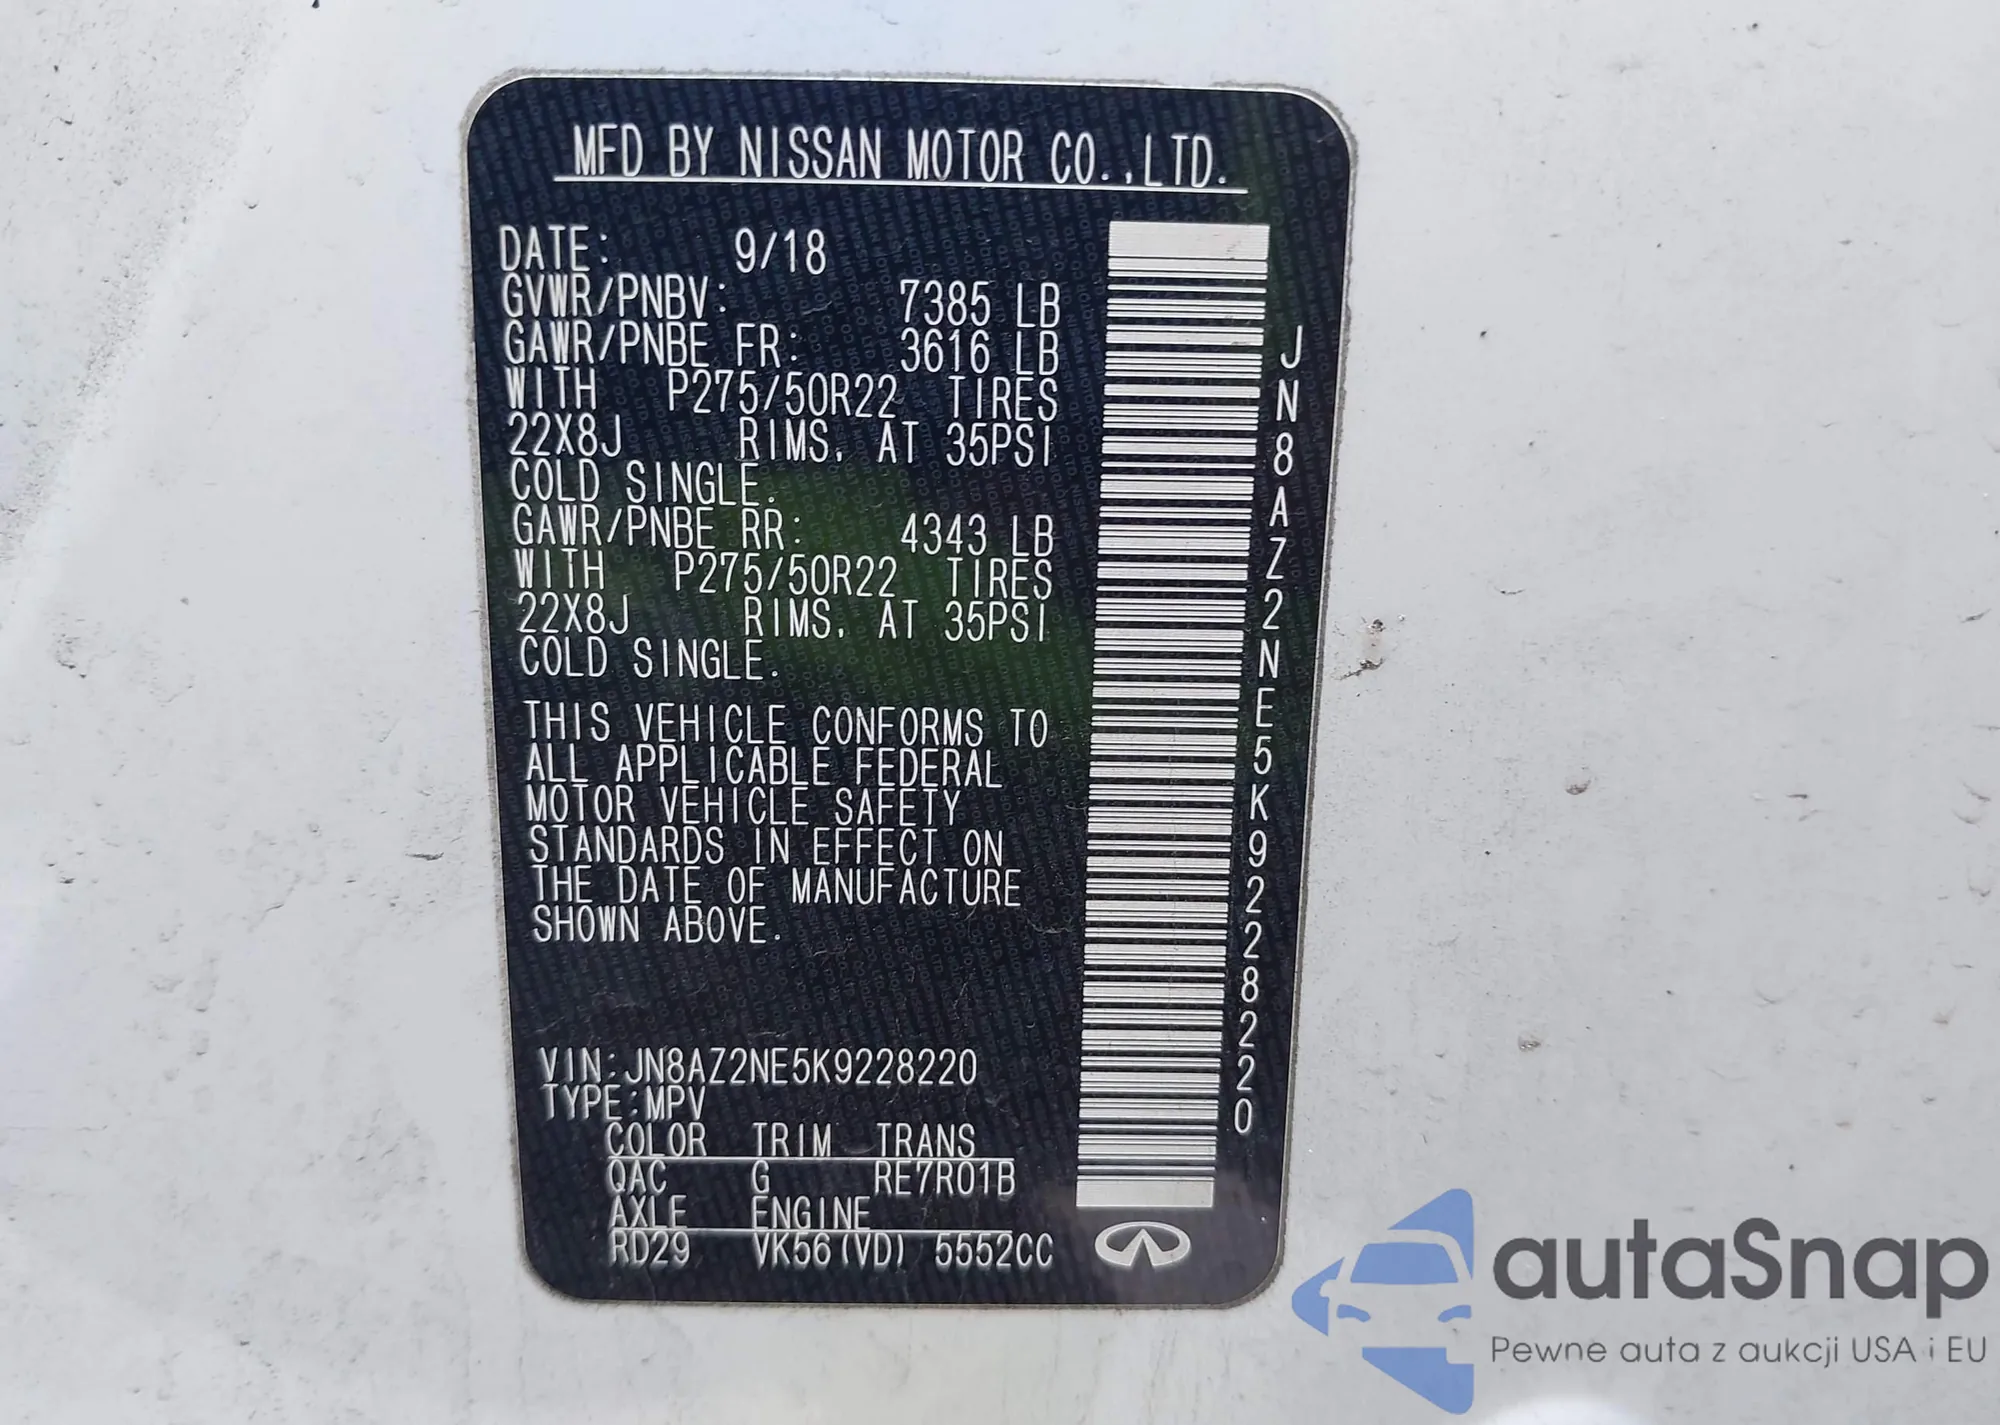 MFD BY NISSAN MOTOR CO.,LTD.
DATE: 9/18
GVWR/PNBV: 7385 LB
GAWR/PNBE FR: 3616 LB
WITH P275/50R22 TIRES
22X8J RIMS, AT 35PSI
COLD SINGLE.
GAWR/PNBE RR: 4343 LB
WITH P275/50R22 TIRES
22X8J RIMS, AT 35PSI
COLD SINGLE.
THIS VEHICLE CONFORMS TO
ALL APPLICABLE FEDERAL
MOTOR VEHICLE SAFETY
STANDARDS IN EFFECT ON
THE DATE OF MANUFACTURE
SHOWN ABOVE.
VIN:JN8AZ2NE5K9228220
TYPE:MPV
COLOR TRIM TRANS
QAC G RE7R01B
AXLE ENGINE
RD29 VK56(VD) 5552CC
JN8AZ2NE5K9228220
autoSnap
Pewne auta z aukcji USA i EU